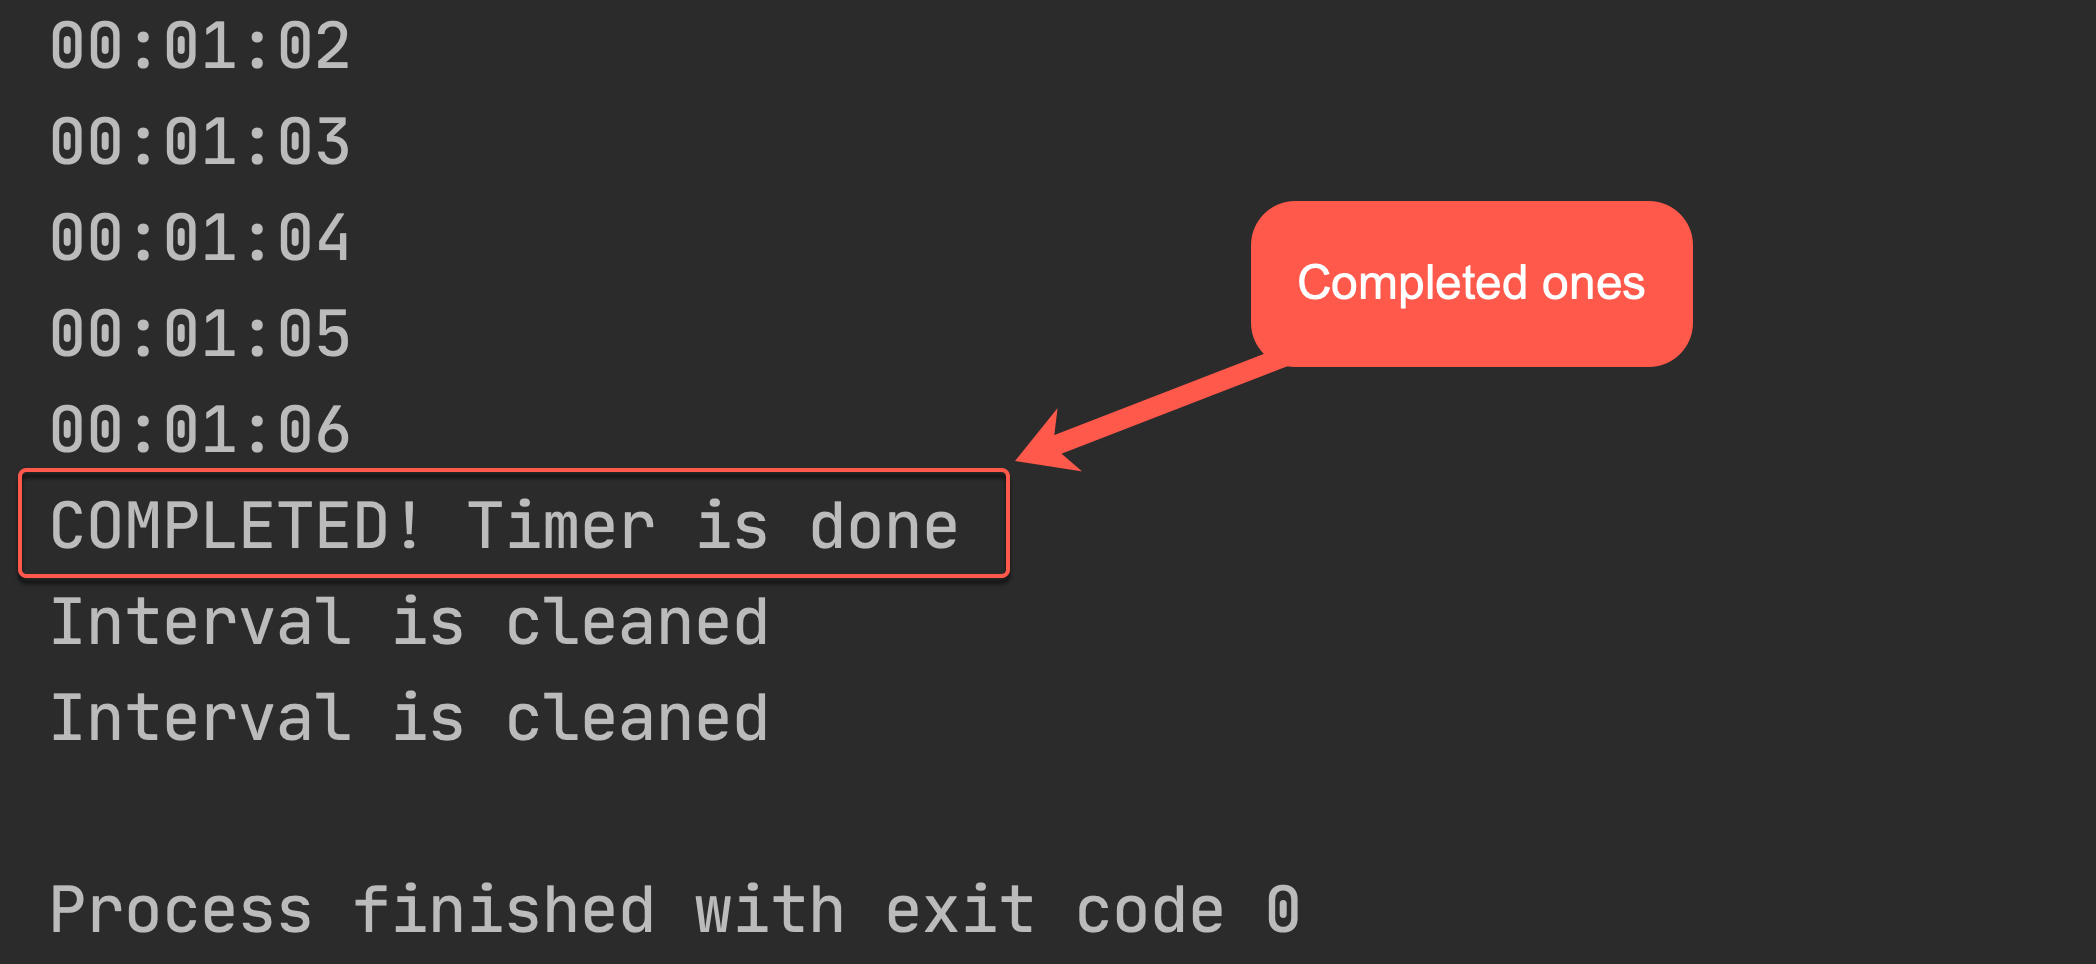 00:01:02
00:01:03
00:01:04
00:01:05
00:01:06
Completed ones
COMPLETED! Timer is done
Interval is cleaned
Interval is cleaned
Process finished with exit code 0